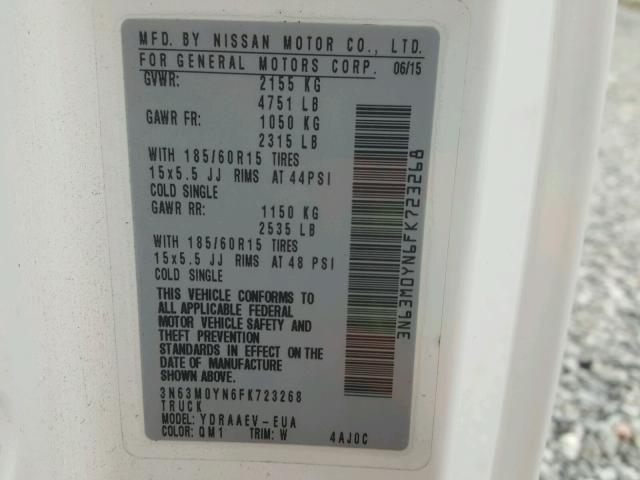 MFD. BY NISSAN MOTOR CO., LTD.
FOR GENERAL MOTORS CORP. 06/15
GVWR: 2155 KG
4751 LB
GAWR FR: 1050 KG
2315 LB
WITH 185/60R15 TIRES
15x5.5 JJ RIMS AT 44PSI
COLD SINGLE
GAWR RR: 1150 KG
2535 LB
WITH 185/60R15 TIRES
15x5.5 JJ RIMS AT 48 PSI
COLD SINGLE
THIS VEHICLE CONFORMS TO
ALL APPLICABLE FEDERAL
MOTOR VEHICLE SAFETY AND
THEFT PREVENTION
STANDARDS IN EFFECT ON
THE DATE OF MANUFACTURE
SHOWN ABOVE.
3N63M0YN6FK723268
TRUCK
MODEL: YDRAAEV-EUA
COLOR: QM1 TRIM: W 4AJ0C
3N63M0YN6FK723268